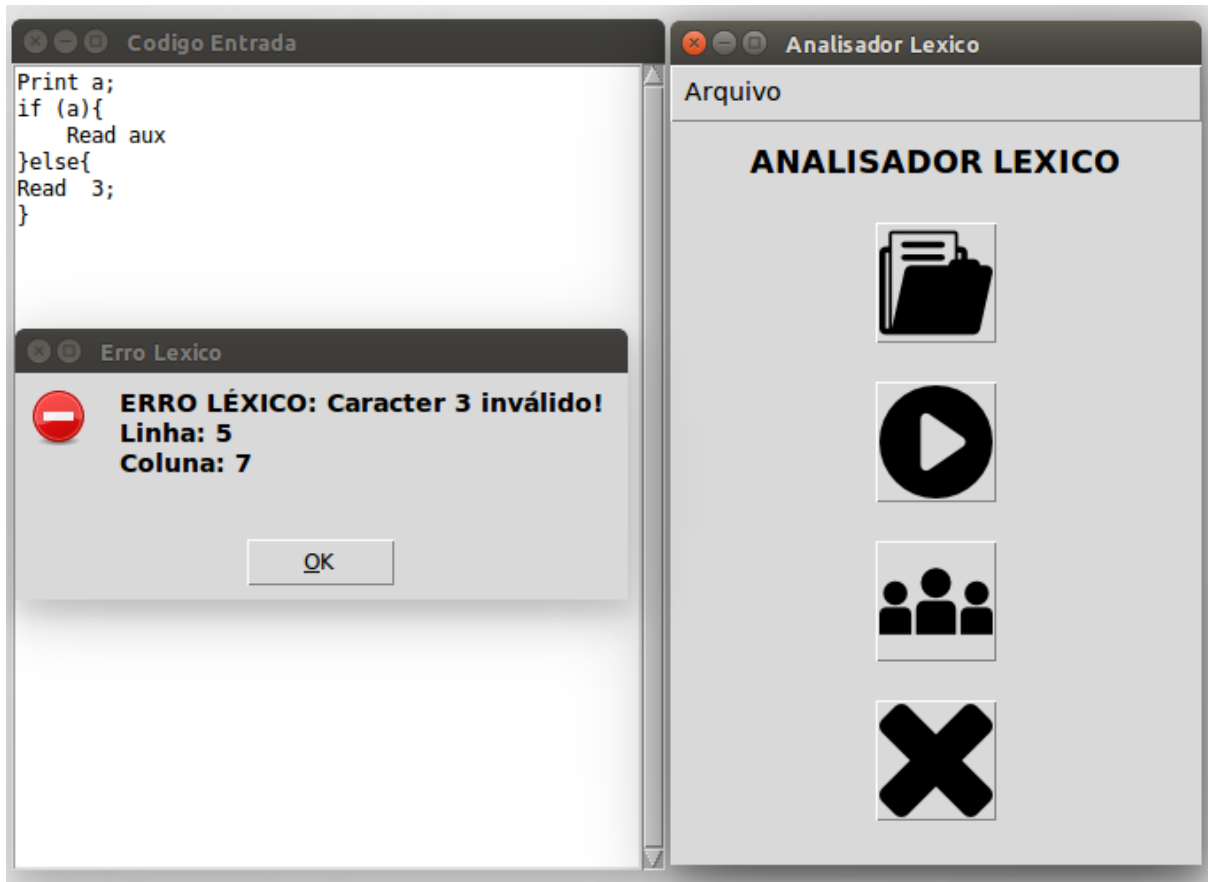 Codigo Entrada
Print a;
if (a){
    Read aux
}else{
Read  3;
}
Erro Lexico
ERRO LÉXICO: Caracter 3 inválido!
Linha: 5
Coluna: 7
OK
Analisador Lexico
Arquivo
ANALISADOR LEXICO